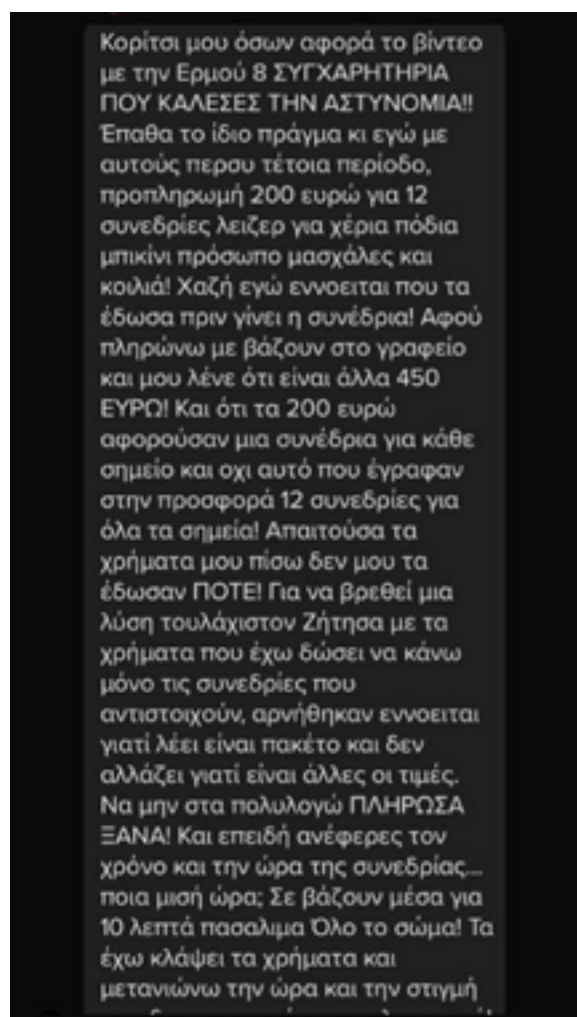 Κορίτσι μου όσων αφορά το βίντεο
με την Ερμού 8 ΣΥΓΧΑΡΗΤΗΡΙΑ
ΠΟΥ ΚΑΛΕΣΕΣ ΤΗΝ ΑΣΤΥΝΟΜΙΑ!!
Έπαθα το ίδιο πράγμα κι εγώ με
αυτούς περσυ τέτοια περίοδο,
προπληρωμή 200 ευρώ για 12
συνεδρίες λειζερ για χέρια πόδια
μπικίνι πρόσωπο μασχάλες και
κοιλιά! Χαζή εγώ εννοειται που τα
έδωσα πριν γίνει η συνέδρια! Αφού
πληρώνω με βάζουν στο γραφείο
και μου λένε ότι είναι άλλα 450
ΕΥΡΩ! Και ότι τα 200 ευρώ
αφορούσαν μια συνέδρια για κάθε
σημείο και οχι αυτό που έγραφαν
στην προσφορά 12 συνεδρίες για
όλα τα σημεία! Απαιτούσα τα
χρήματα μου πίσω δεν μου τα
έδωσαν ΠΟΤΕ! Για να βρεθεί μια
λύση τουλάχιστον Ζήτησα με τα
χρήματα που έχω δώσει να κάνω
μόνο τις συνεδρίες που
αντιστοιχούν, αρνήθηκαν εννοειται
γιατί λέει είναι πακέτο και δεν
αλλάζει γιατί είναι άλλες οι τιμές.
Να μην στα πολυλογώ ΠΛΗΡΩΣΑ
ΞΑΝΑ! Και επειδή ανέφερες τον
χρόνο και την ώρα της συνεδρίας...
ποια μισή ώρα; Σε βάζουν μέσα για
10 λεπτά πασαλιμα Όλο το σώμα! Τα
έχω κλάψει τα χρήματα και
μετανιώνω την ώρα και την στιγμή